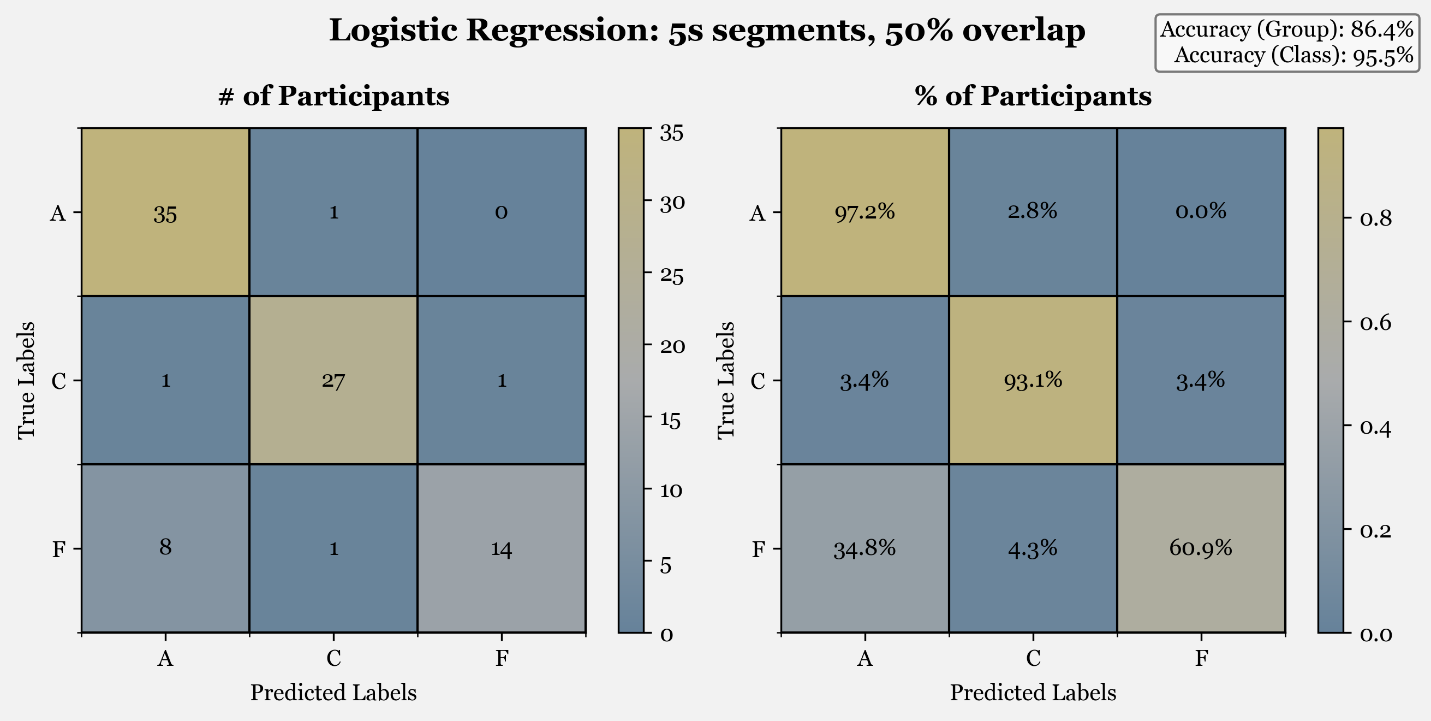 Logistic Regression: 5s segments, 50% overlap
Accuracy (Group): 86.4%
Accuracy (Class): 95.5%
# of Participants
True Labels
A
35
1
0
C
1
27
1
F
8
1
14
A
C
F
Predicted Labels
35
30
25
20
15
10
5
0
% of Participants
True Labels
A
97.2%
2.8%
0.0%
C
3.4%
93.1%
3.4%
F
34.8%
4.3%
60.9%
A
C
F
Predicted Labels
0.8
0.6
0.4
0.2
0.0